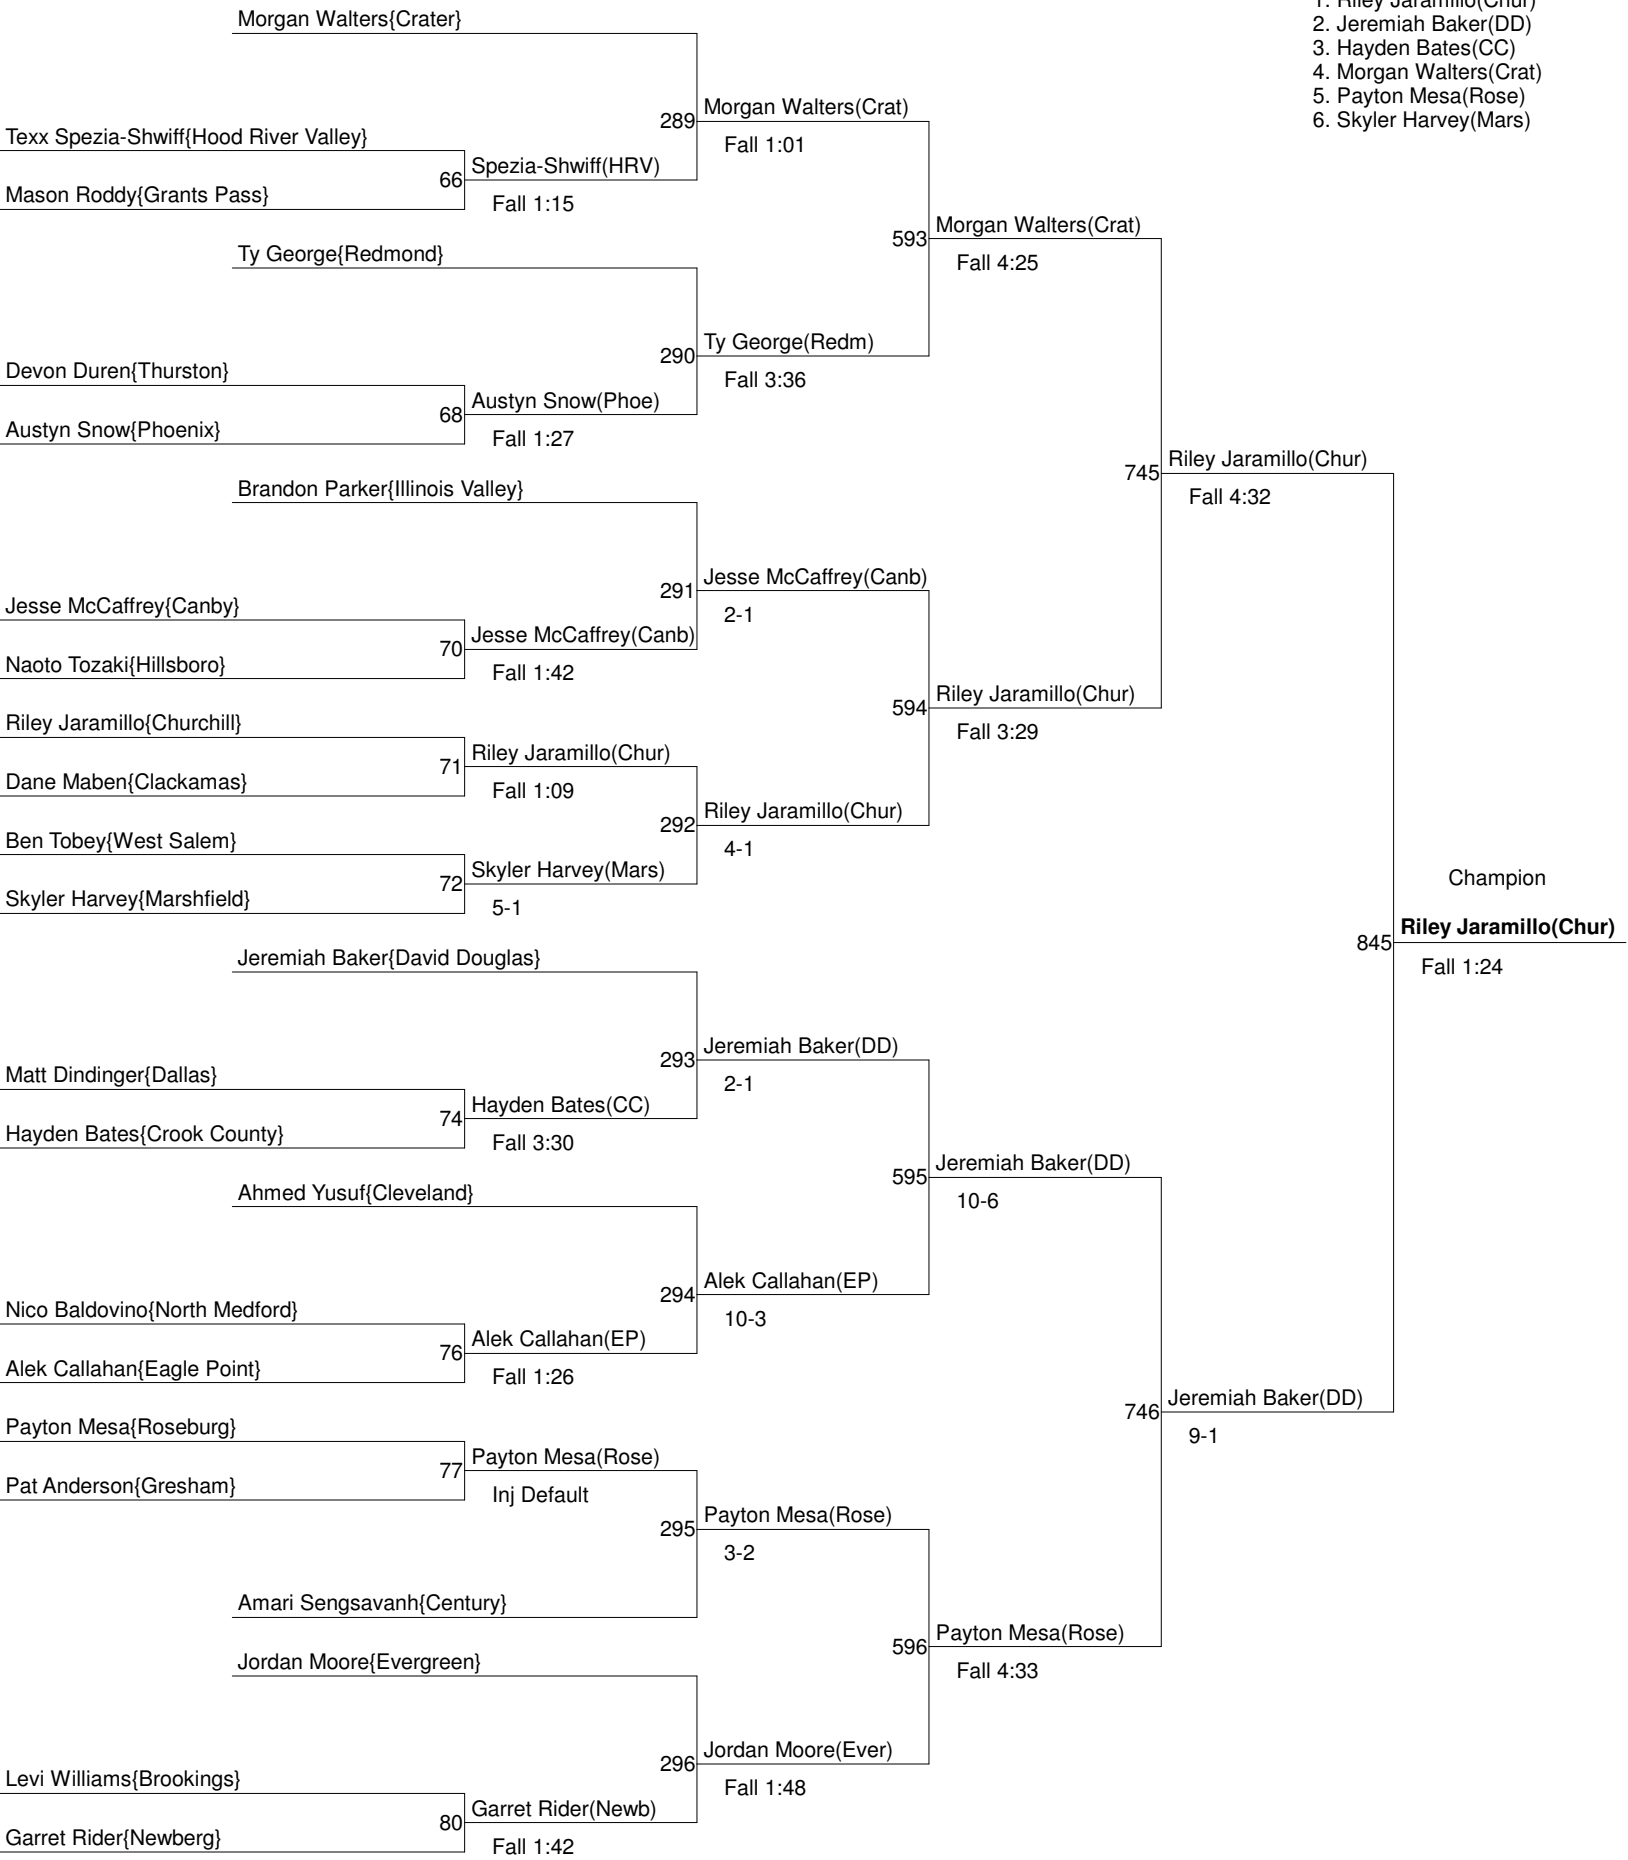 Morgan Walters{Crater}
1. Riley Jaramillo(Chur)
2. Jeremiah Baker(DD)
3. Hayden Bates(CC)
4. Morgan Walters(Crat)
5. Payton Mesa(Rose)
6. Skyler Harvey(Mars)
289 Morgan Walters(Crat)
Fall 1:01
Texx Spezia-Shwiff{Hood River Valley}
66 Spezia-Shwiff(HRV)
Mason Roddy{Grants Pass}
Fall 1:15
593 Morgan Walters(Crat)
Fall 4:25
Ty George{Redmond}
290 Ty George(Redm)
Fall 3:36
Devon Duren{Thurston}
68 Austyn Snow(Phoe)
Austyn Snow{Phoenix}
Fall 1:27
745 Riley Jaramillo(Chur)
Fall 4:32
Brandon Parker{Illinois Valley}
291 Jesse McCaffrey(Canb)
2-1
Jesse McCaffrey{Canby}
70 Jesse McCaffrey(Canb)
Naoto Tozaki{Hillsboro}
Fall 1:42
594 Riley Jaramillo(Chur)
Fall 3:29
Riley Jaramillo{Churchill}
71 Riley Jaramillo(Chur)
Dane Maben{Clackamas}
Fall 1:09
292 Riley Jaramillo(Chur)
4-1
Ben Tobey{West Salem}
72 Skyler Harvey(Mars)
Skyler Harvey{Marshfield}
5-1
Champion
845 Riley Jaramillo(Chur)
Fall 1:24
Jeremiah Baker{David Douglas}
293 Jeremiah Baker(DD)
2-1
Matt Dindinger{Dallas}
74 Hayden Bates(CC)
Hayden Bates{Crook County}
Fall 3:30
595 Jeremiah Baker(DD)
10-6
Ahmed Yusuf{Cleveland}
294 Alek Callahan(EP)
10-3
Nico Baldovino{North Medford}
76 Alek Callahan(EP)
Alek Callahan{Eagle Point}
Fall 1:26
746 Jeremiah Baker(DD)
9-1
Payton Mesa{Roseburg}
77 Payton Mesa(Rose)
Pat Anderson{Gresham}
Inj Default
295 Payton Mesa(Rose)
3-2
Amari Sengsavanh{Century}
596 Payton Mesa(Rose)
Fall 4:33
Jordan Moore{Evergreen}
296 Jordan Moore(Ever)
Fall 1:48
Levi Williams{Brookings}
80 Garret Rider(Newb)
Garret Rider{Newberg}
Fall 1:42